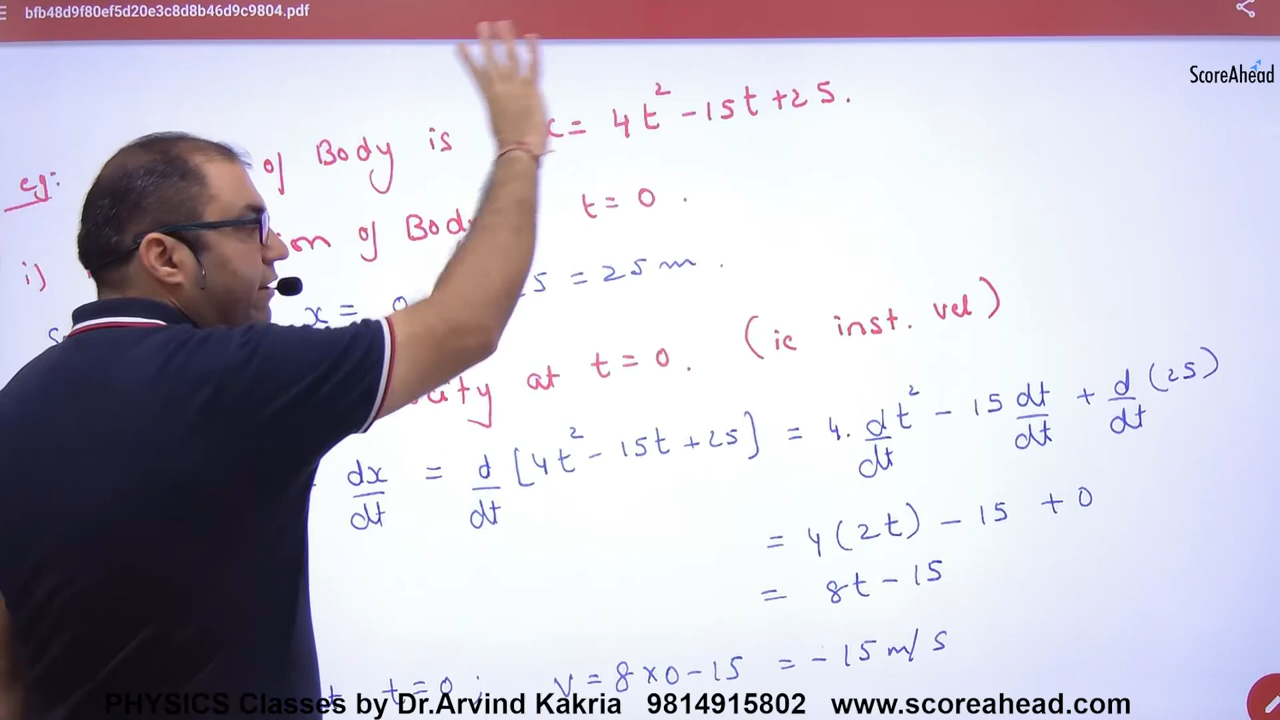 bfb48d9f80ef5d20e3c8d8b46d9c9804.pdf
ScoreAhead
eg: of Body is x = 4t² - 15t + 25.
i) of Body t = 0.
x = 0 = 25 m.
at t = 0. (ie inst. vel)
dx/dt = d/dt [4t² - 15t + 25] = 4. d/dt t² - 15 dt/dt + d/dt (25)
= 4(2t) - 15 + 0
= 8t - 15
t = 0; v = 8 × 0 - 15 = - 15 m/s
PHYSICS Classes by Dr.Arvind Kakria 9814915802 www.scoreahead.com